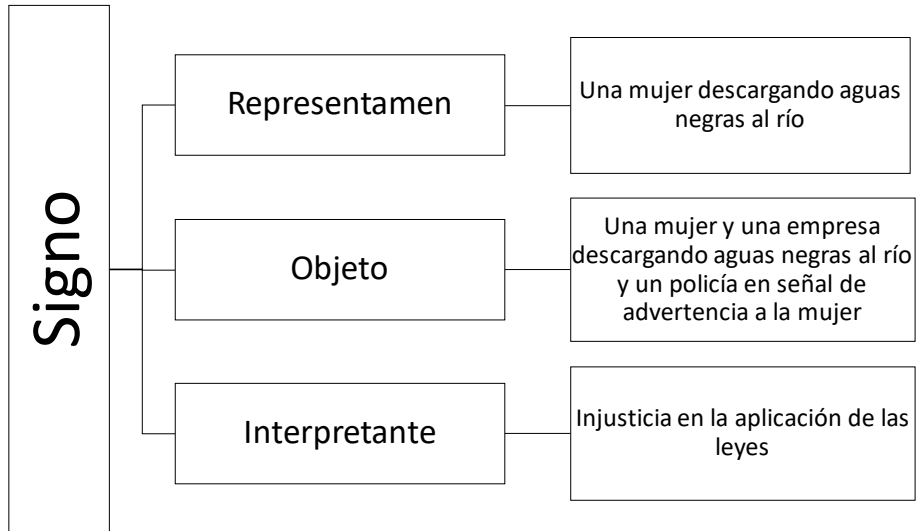 Signo
Representamen
Una mujer descargando aguas
negras al río
Objeto
Una mujer y una empresa
descargando aguas negras al río
y un policía en señal de
advertencia a la mujer
Interpretante
Injusticia en la aplicación de las
leyes